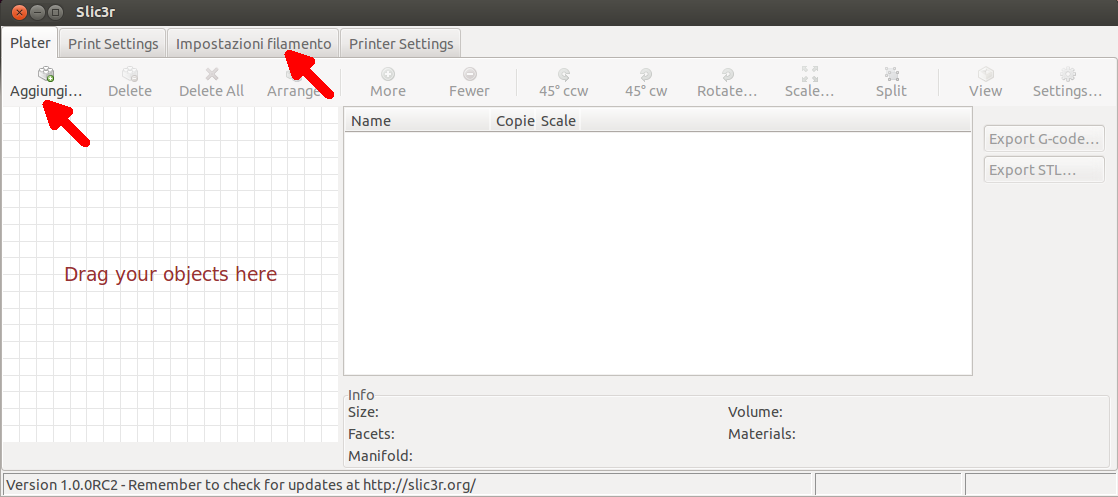 Slic3r
Plater Print Settings Impostazioni filamento Printer Settings
Aggiungi... Delete Delete All Arrange More Fewer 45° ccw 45° cw Rotate... Scale... Split View Settings...
Name Copie Scale
Export G-code...
Export STL...
Drag your objects here
Info
Size: Volume:
Facets: Materials:
Manifold:
Version 1.0.0RC2 - Remember to check for updates at http://slic3r.org/